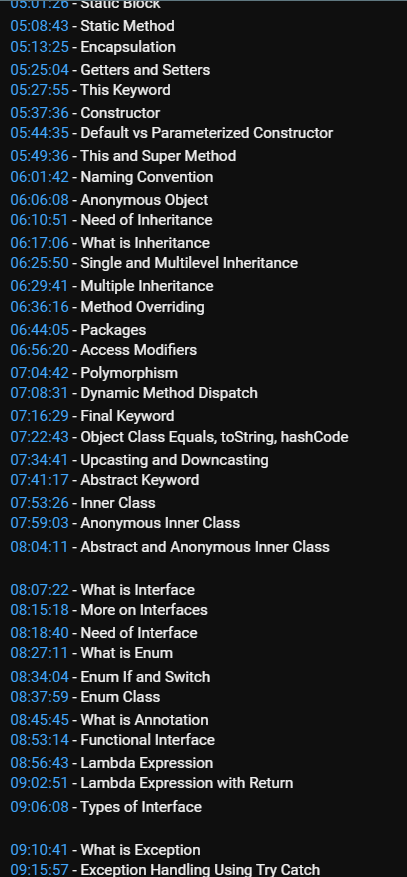 05:01:26 - Static Block
05:08:43 - Static Method
05:13:25 - Encapsulation
05:25:04 - Getters and Setters
05:27:55 - This Keyword
05:37:36 - Constructor
05:44:35 - Default vs Parameterized Constructor
05:49:36 - This and Super Method
06:01:42 - Naming Convention
06:06:08 - Anonymous Object
06:10:51 - Need of Inheritance
06:17:06 - What is Inheritance
06:25:50 - Single and Multilevel Inheritance
06:29:41 - Multiple Inheritance
06:36:16 - Method Overriding
06:44:05 - Packages
06:56:20 - Access Modifiers
07:04:42 - Polymorphism
07:08:31 - Dynamic Method Dispatch
07:16:29 - Final Keyword
07:22:43 - Object Class Equals, toString, hashCode
07:34:41 - Upcasting and Downcasting
07:41:17 - Abstract Keyword
07:53:26 - Inner Class
07:59:03 - Anonymous Inner Class
08:04:11 - Abstract and Anonymous Inner Class
08:07:22 - What is Interface
08:15:18 - More on Interfaces
08:18:40 - Need of Interface
08:27:11 - What is Enum
08:34:04 - Enum If and Switch
08:37:59 - Enum Class
08:45:45 - What is Annotation
08:53:14 - Functional Interface
08:56:43 - Lambda Expression
09:02:51 - Lambda Expression with Return
09:06:08 - Types of Interface
09:10:41 - What is Exception
09:15:57 - Exception Handling Using Try Catch